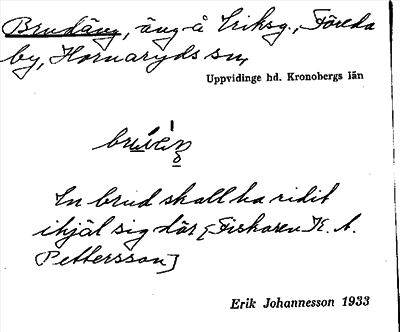 Brudäng, äng å Eriksg., Föreda
by, Hornaryds sn,
Uppvidinge hd. Kronobergs län
En brud skall ha ridit
ihjäl sig där [Fiskaren K. A.
Pettersson]
Erik Johannesson 1933